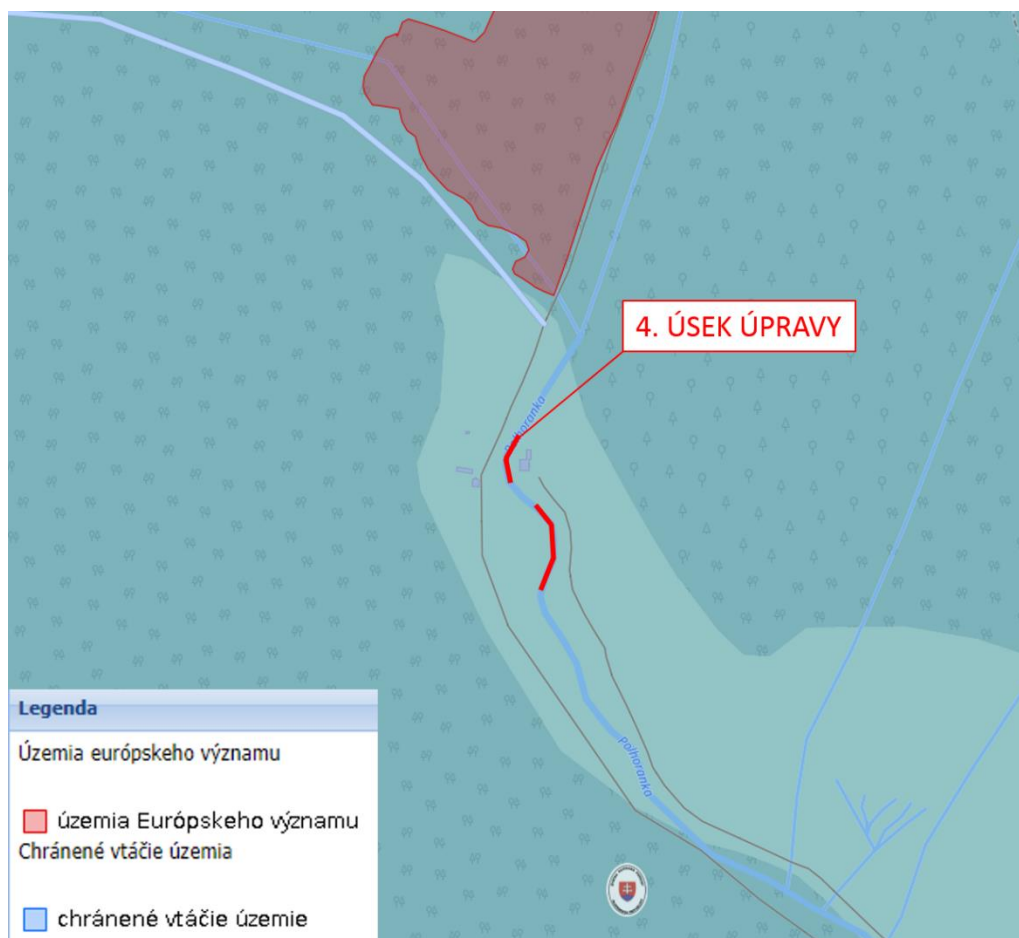 4. ÚSEK ÚPRAVY
Polhoranka
Polhoranka
Legenda
Územia európskeho významu
územia Európskeho významu
Chránené vtáčie územia
chránené vtáčie územie